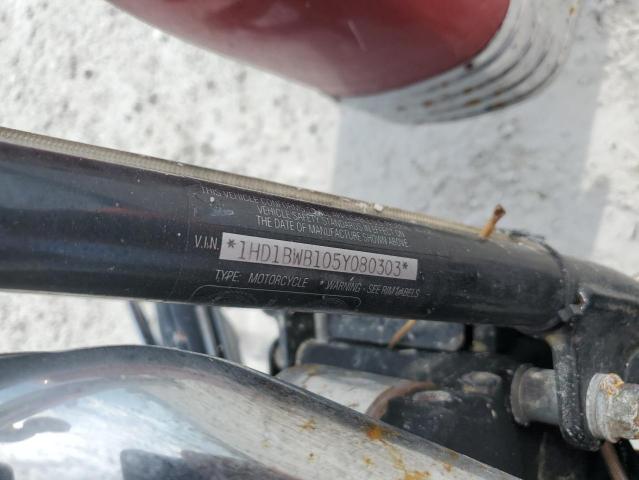 THIS VEHICLE CONFORMS
VEHICLE SAFETY STANDARDS IN EFFECT ON
THE DATE OF MANUFACTURE SHOWN ABOVE
V.I.N. *1HD1BWB105Y080303*
TYPE: MOTORCYCLE *WARNING - SEE RIM LABELS